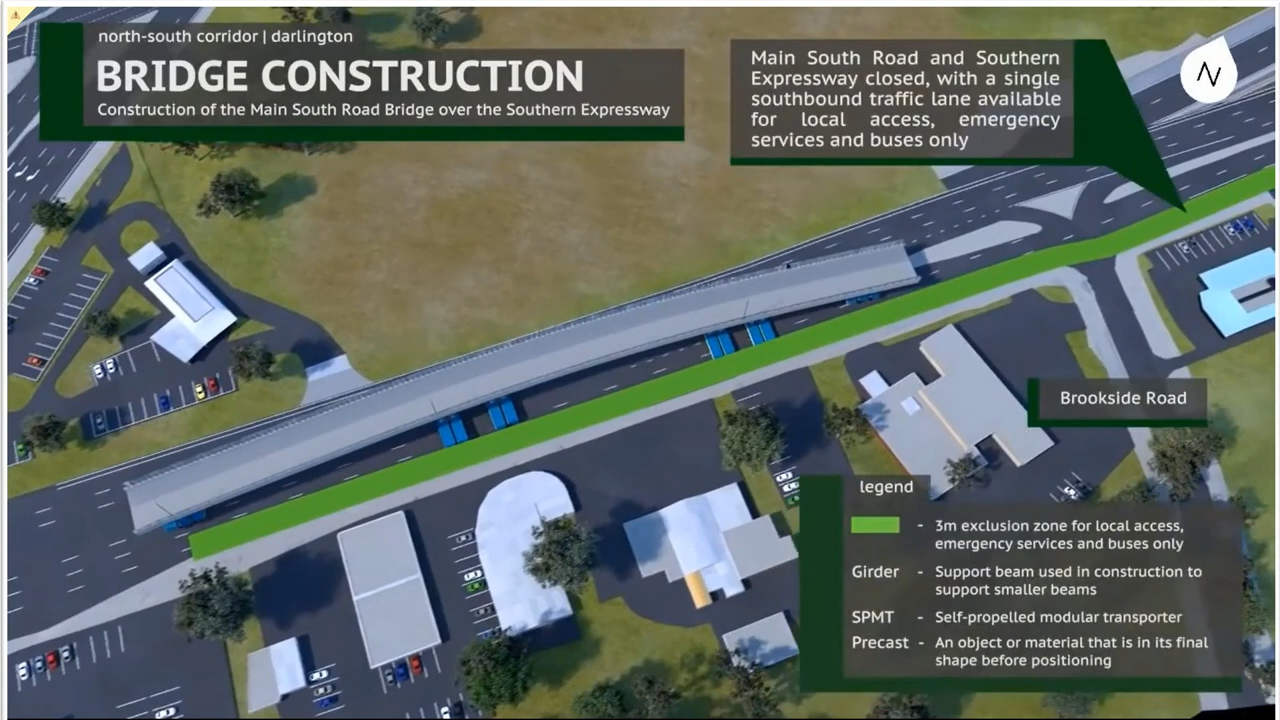 north-south corridor | darlington
BRIDGE CONSTRUCTION
Construction of the Main South Road Bridge over the Southern Expressway
Main South Road and Southern
Expressway closed, with a single
southbound traffic lane available
for local access, emergency
services and buses only
N
Brookside Road
legend
- 3m exclusion zone for local access,
emergency services and buses only
Girder - Support beam used in construction to
support smaller beams
SPMT - Self-propelled modular transporter
Precast - An object or material that is in its final
shape before positioning